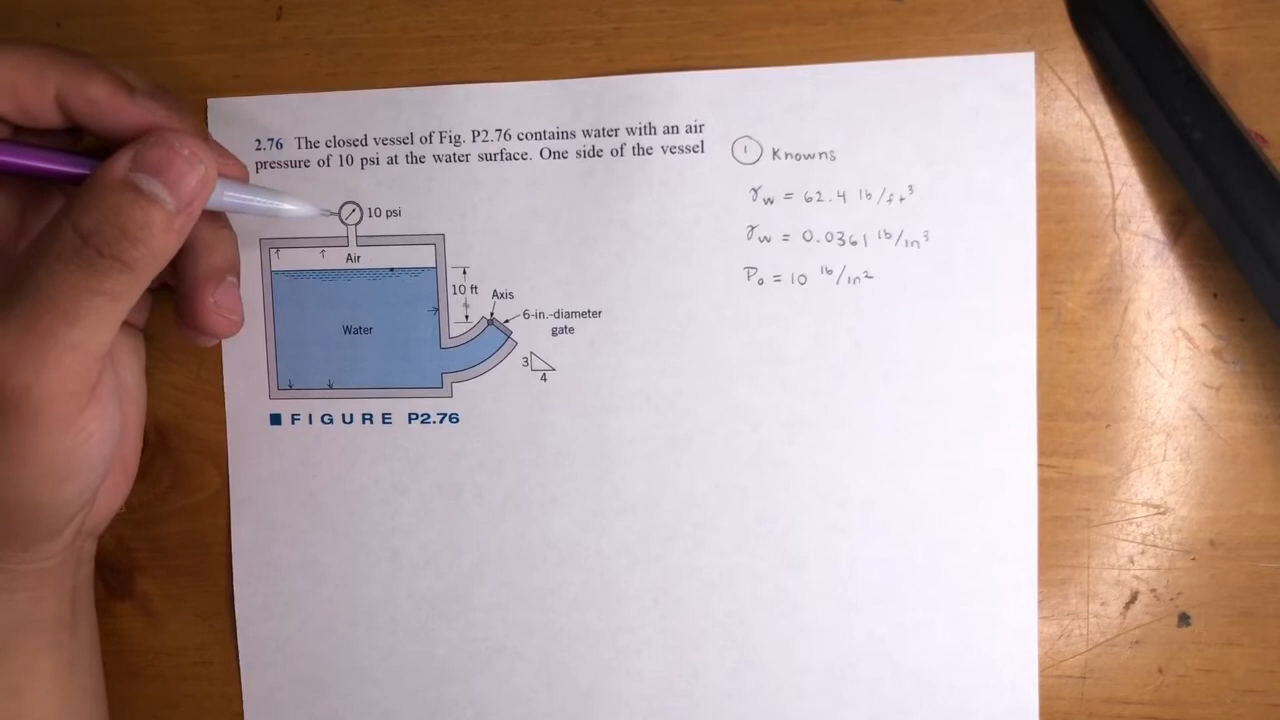 2.76 The closed vessel of Fig. P2.76 contains water with an air
pressure of 10 psi at the water surface. One side of the vessel
10 psi
Air
10 ft
Axis
6-in.-diameter
gate
Water
3
4
■ FIGURE P2.76
1 Knowns
γw = 62.4 lb/ft³
γw = 0.0361 lb/in³
P₀ = 10 lb/in²